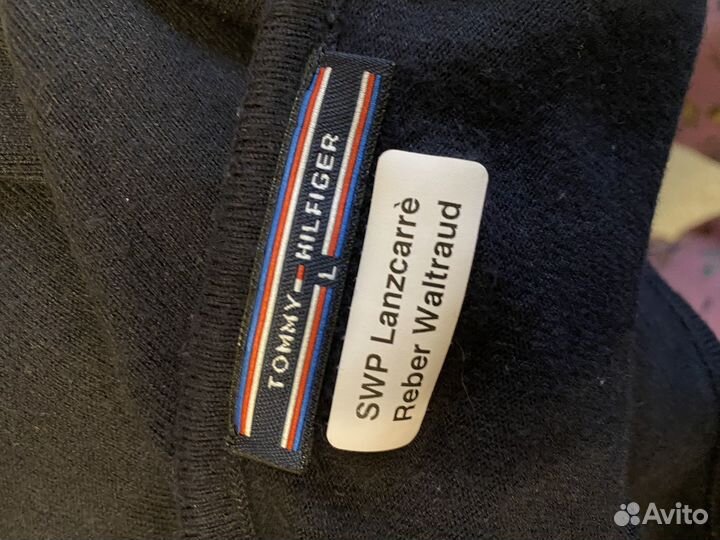 TOMMY HILFIGER
L
SWP Lanzcarrè
Reber Waltraud
Avito